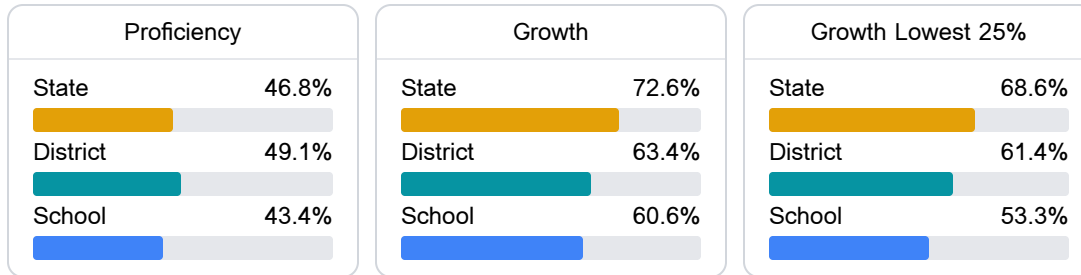 Proficiency
State 46.8%
District 49.1%
School 43.4%
Growth
State 72.6%
District 63.4%
School 60.6%
Growth Lowest 25%
State 68.6%
District 61.4%
School 53.3%